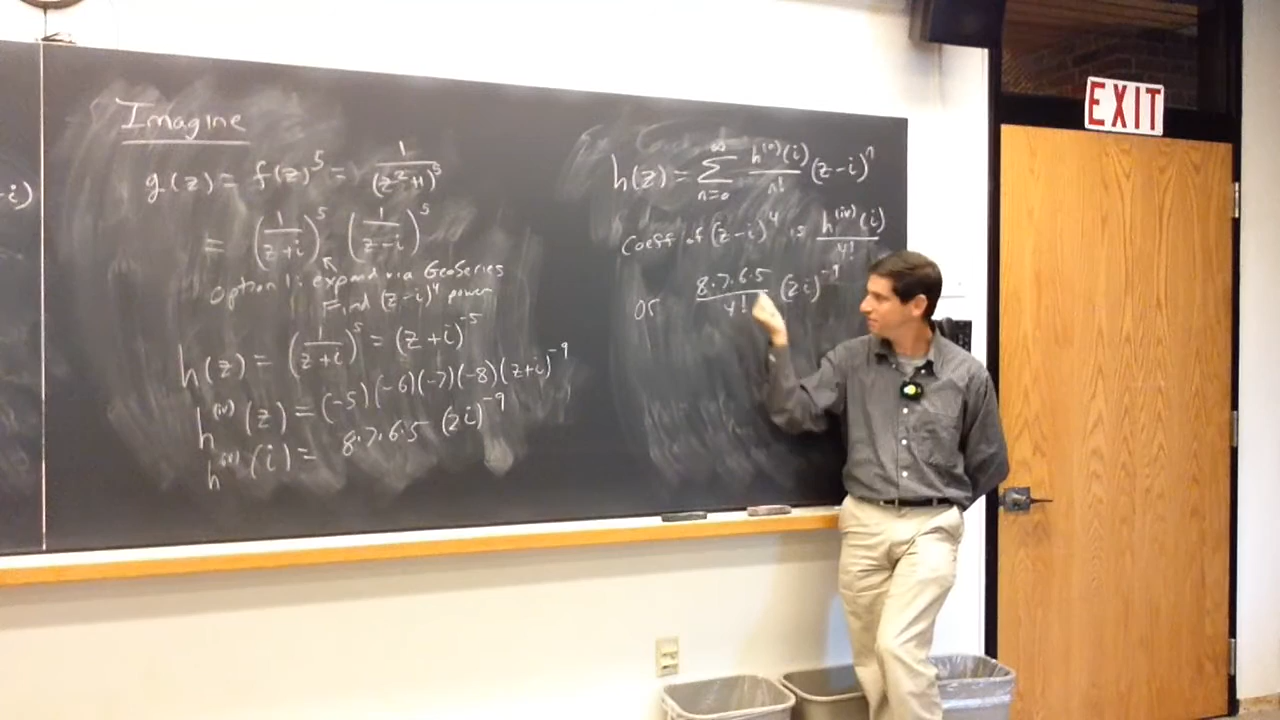 Imagine
g(z) = f(z)^5 = 1/(z^2+1)^5
= (1/(z+i))^5 (1/(z-i))^5
option 1: expand via GeoSeries
Find (z-i)^4 power
h(z) = (1/(z+i))^5 = (z+i)^-5
h^(iv)(z) = (-5)(-6)(-7)(-8)(z+i)^-9
h^(iv)(i) = 8.7.6.5 (2i)^-9
-i)
h(z) = ∑_{n=0}^∞ h^(n)(i)/n! (z-i)^n
Coeff of (z-i)^4 is h^(iv)(i)/4!
or 8.7.6.5/4! (2i)^-9
EXIT